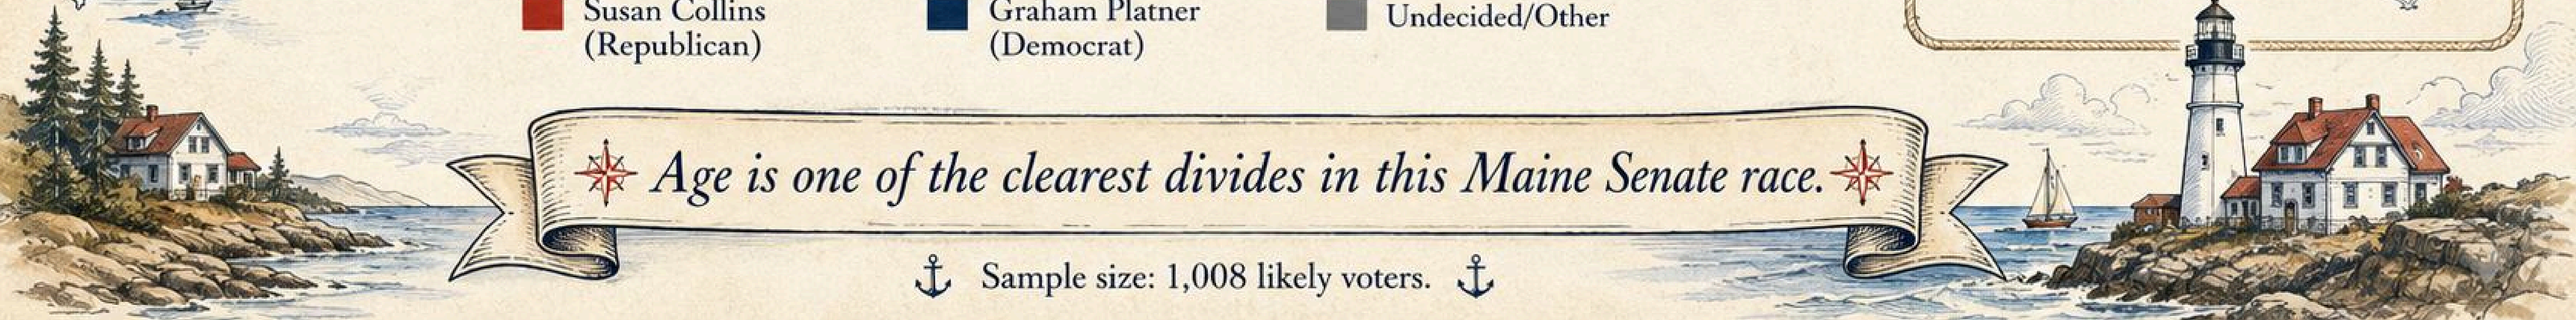 Susan Collins
(Republican)
Graham Platner
(Democrat)
Undecided/Other
Age is one of the clearest divides in this Maine Senate race.
Sample size: 1,008 likely voters.